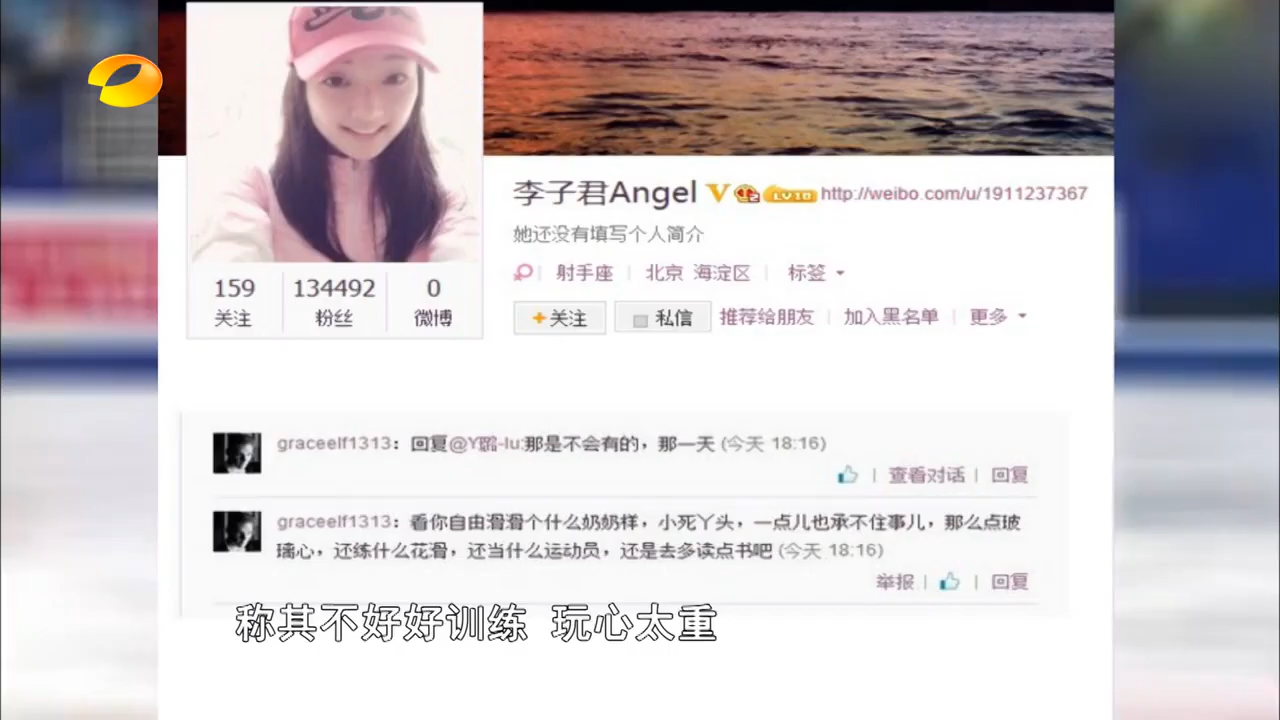 李子君Angel
LV10
http://weibo.com/u/1911237367
她还没有填写个人简介
射手座 | 北京 海淀区 | 标签
159
关注
134492
粉丝
0
微博
+关注
私信
推荐给朋友 | 加入黑名单 | 更多
graceelf1313：回复@Y鹏-lu:那是不会有的，那一天 (今天 18:16)
| 查看对话 | 回复
graceelf1313：看你自由滑滑个什么奶奶样，小死丫头，一点儿也承不住事儿，那么点玻
璃心，还练什么花滑，还当什么运动员，还是去多读点书吧 (今天 18:16)
举报 | | 回复
称其不好好训练 玩心太重